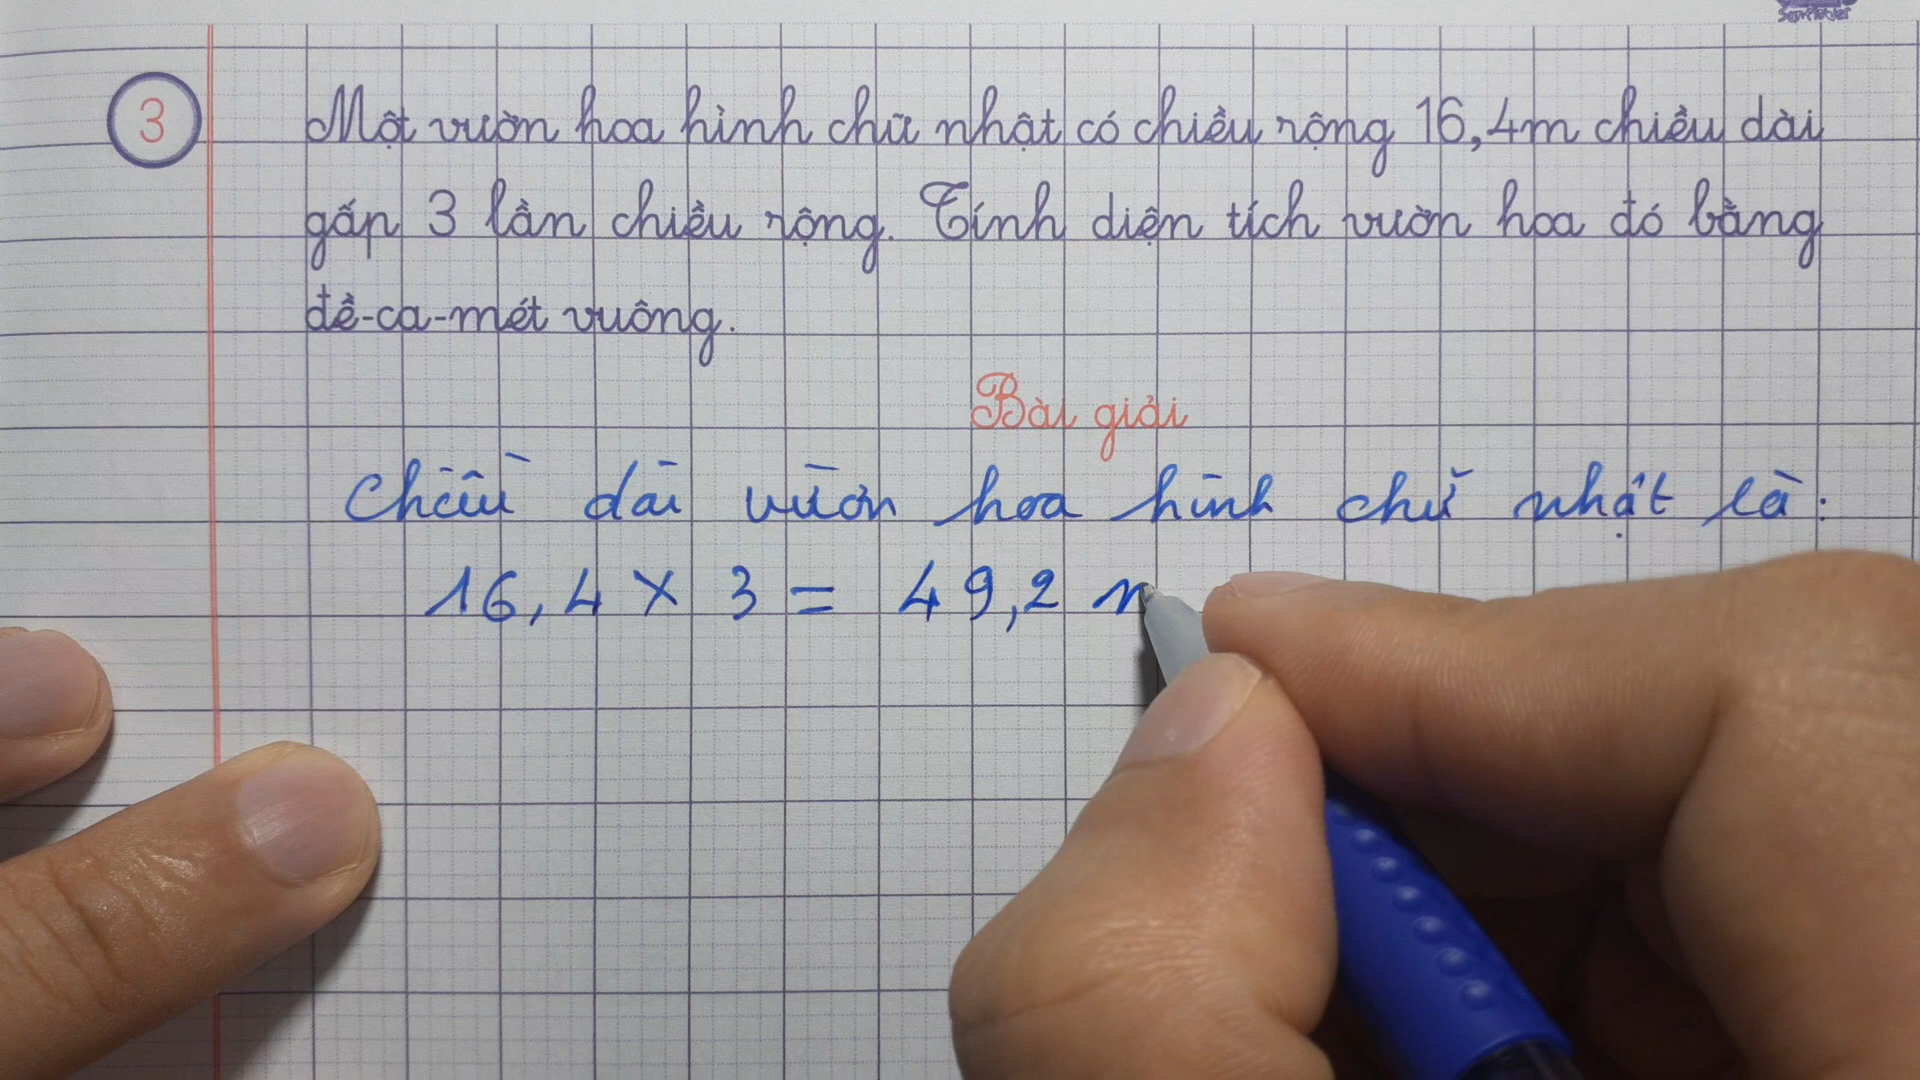 Sunflower
3
Một vườn hoa hình chữ nhật có chiều rộng 16,4m chiều dài
gấp 3 lần chiều rộng. Tính diện tích vườn hoa đó bằng
đề-ca-mét vuông.
Bài giải
Chiều dài vườn hoa hình chữ nhật là:
16,4 x 3 = 49,2 m